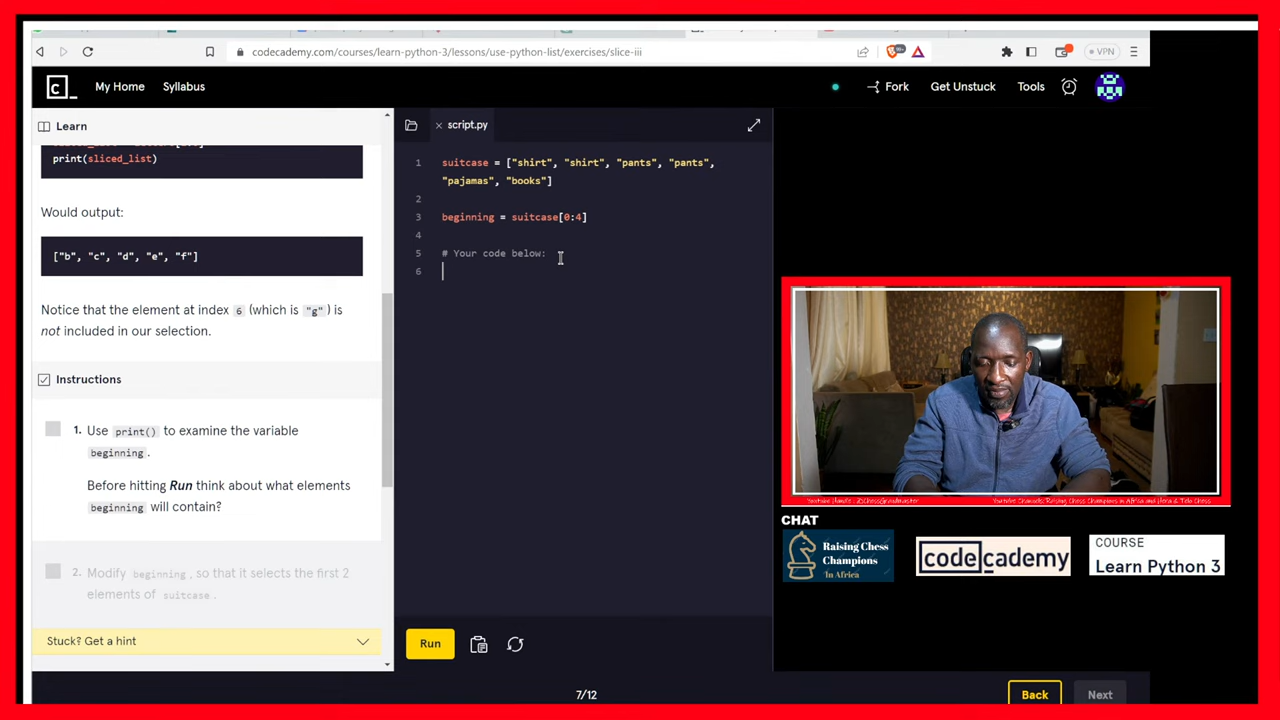 codecademy.com/courses/learn-python-3/lessons/use-python-list/exercises/slice-iii
VPN
C
My Home
Syllabus
Fork
Get Unstuck
Tools
Learn
print(sliced_list)
Would output:
["b", "c", "d", "e", "f"]
Notice that the element at index 6 (which is "g") is
not included in our selection.
Instructions
1. Use print() to examine the variable
beginning.
Before hitting Run think about what elements
beginning will contain?
2. Modify beginning, so that it selects the first 2
elements of suitcase.
Stuck? Get a hint
script.py
1 suitcase = ["shirt", "shirt", "pants", "pants",
"pajamas", "books"]
2
3 beginning = suitcase[0:4]
4
5 # Your code below:
6
Run
7/12
Back
Next
Youtube Handle : @ChessGrandmaster
CHAT
Raising Chess
Champions
In Africa
codecademy
COURSE
Learn Python 3